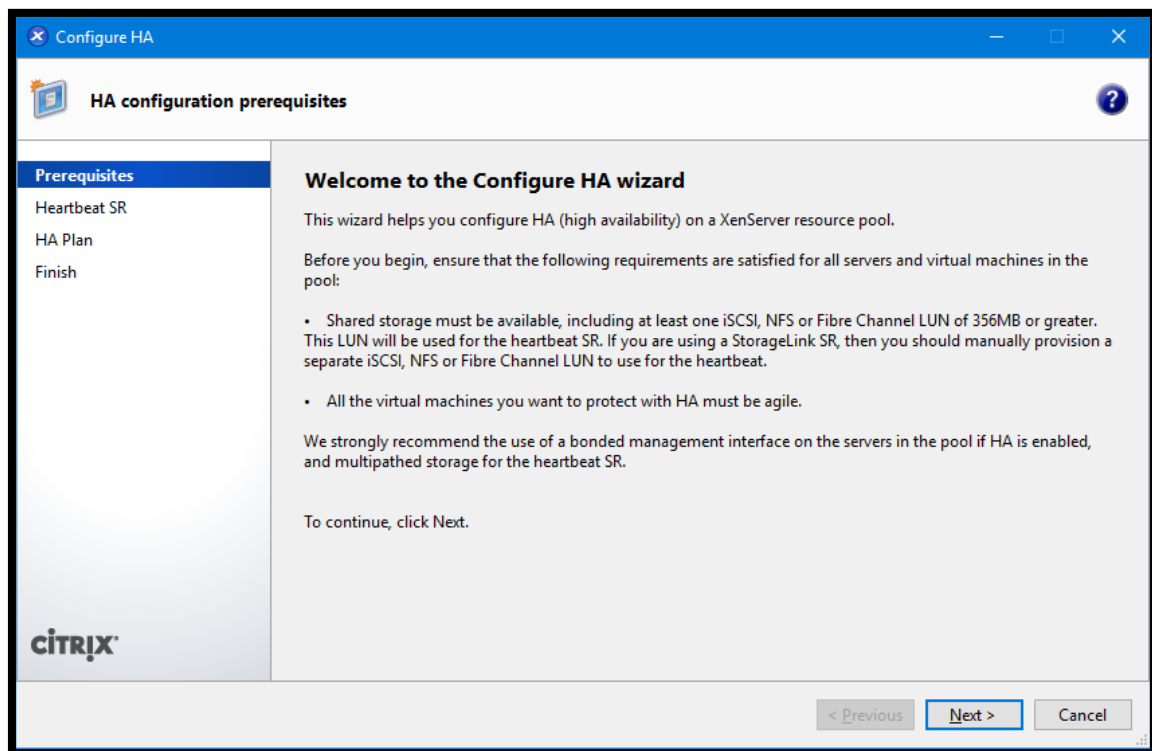 Configure HA
HA configuration prerequisites
?
Prerequisites
Heartbeat SR
HA Plan
Finish
Welcome to the Configure HA wizard
This wizard helps you configure HA (high availability) on a XenServer resource pool.
Before you begin, ensure that the following requirements are satisfied for all servers and virtual machines in the
pool:
• Shared storage must be available, including at least one iSCSI, NFS or Fibre Channel LUN of 356MB or greater.
This LUN will be used for the heartbeat SR. If you are using a StorageLink SR, then you should manually provision a
separate iSCSI, NFS or Fibre Channel LUN to use for the heartbeat.
• All the virtual machines you want to protect with HA must be agile.
We strongly recommend the use of a bonded management interface on the servers in the pool if HA is enabled,
and multipathed storage for the heartbeat SR.
To continue, click Next.
CİTRIX
< Previous
Next >
Cancel